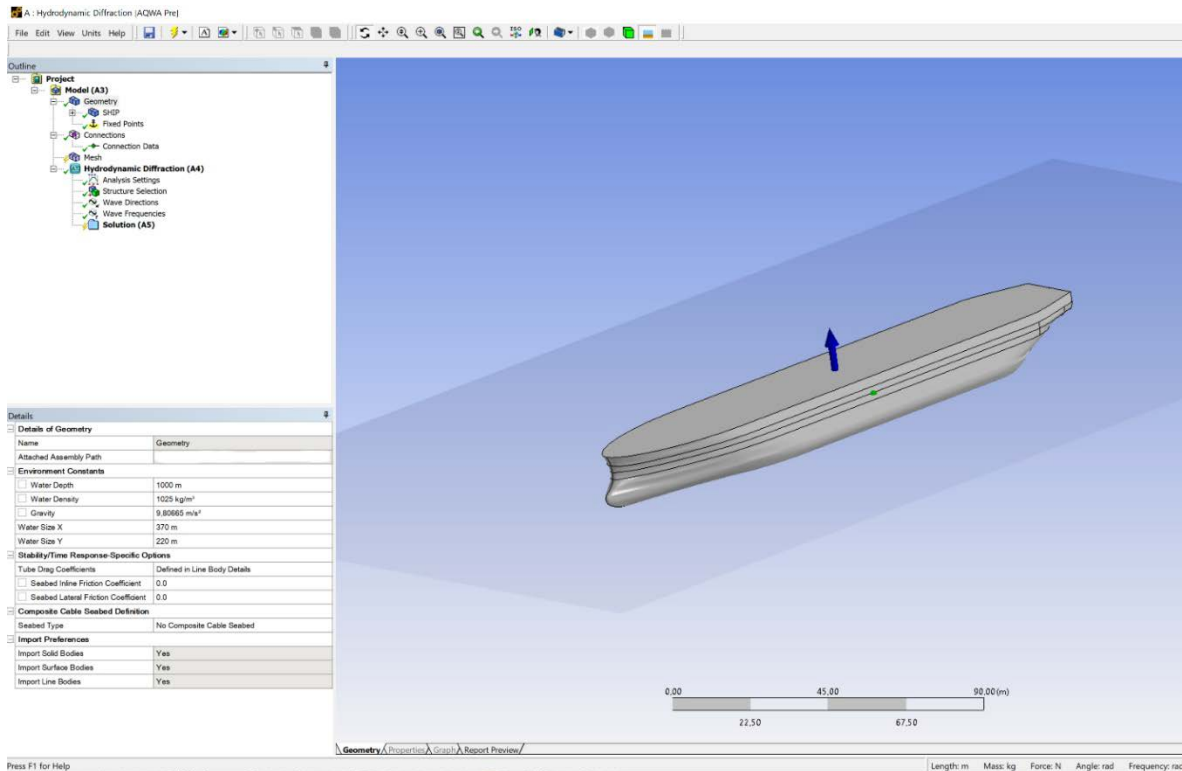 A : Hydrodynamic Diffraction [AQWA Pre]
File Edit View Units Help
Outline
Project
Model (A3)
Geometry
SHIP
Fixed Points
Connections
Connection Data
Mesh
Hydrodynamic Diffraction (A4)
Analysis Settings
Structure Selection
Wave Directions
Wave Frequencies
Solution (A5)
Details
Details of Geometry
Name Geometry
Attached Assembly Path
Environment Constants
Water Depth 1000 m
Water Density 1025 kg/m³
Gravity 9,80665 m/s²
Water Size X 370 m
Water Size Y 220 m
Stability/Time Response-Specific Options
Tube Drag Coefficients Defined in Line Body Details
Seabed Inline Friction Coefficient 0.0
Seabed Lateral Friction Coefficient 0.0
Composite Cable Seabed Definition
Seabed Type No Composite Cable Seabed
Import Preferences
Import Solid Bodies Yes
Import Surface Bodies Yes
Import Line Bodies Yes
0,00 45,00 90,00 (m)
22,50 67,50
Geometry Properties Graph Report Preview
Press F1 for Help
Length: m Mass: kg Force: N Angle: rad Frequency: rad